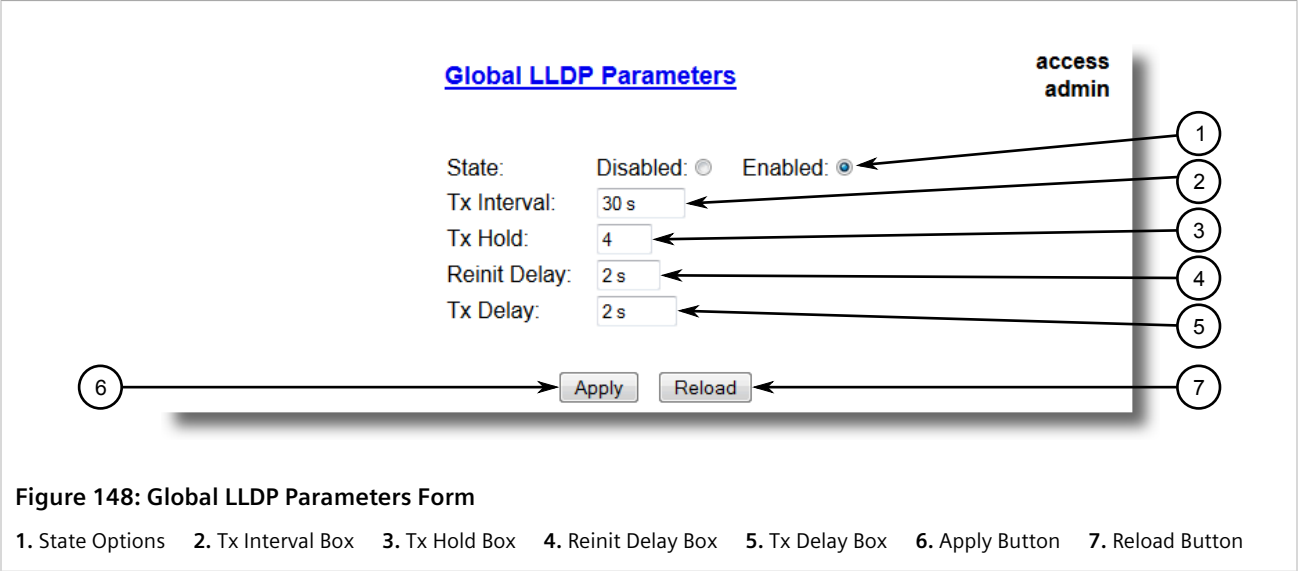 Global LLDP Parameters
access
admin
State: Disabled: Enabled:
Tx Interval: 30 s
Tx Hold: 4
Reinit Delay: 2 s
Tx Delay: 2 s
Apply Reload
1
2
3
4
5
6
7
Figure 148: Global LLDP Parameters Form
1. State Options 2. Tx Interval Box 3. Tx Hold Box 4. Reinit Delay Box 5. Tx Delay Box 6. Apply Button 7. Reload Button